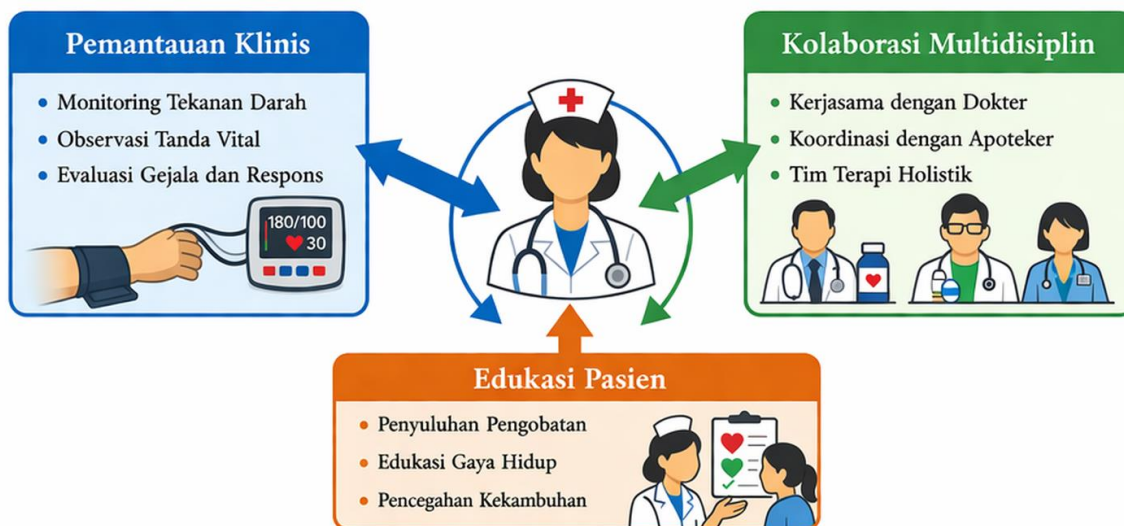 Pemantauan Klinis
Monitoring Tekanan Darah
Observasi Tanda Vital
Evaluasi Gejala dan Respons
180/100
30
Kolaborasi Multidisiplin
Kerjasama dengan Dokter
Koordinasi dengan Apoteker
Tim Terapi Holistik
Edukasi Pasien
Penyuluhan Pengobatan
Edukasi Gaya Hidup
Pencegahan Kekambuhan